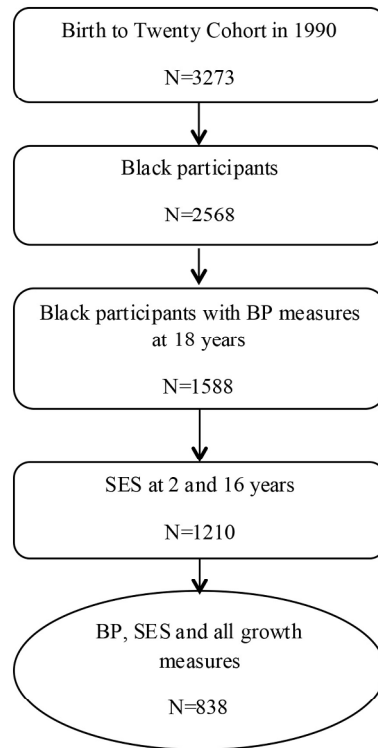 Birth to Twenty Cohort in 1990
N=3273
Black participants
N=2568
Black participants with BP measures
at 18 years
N=1588
SES at 2 and 16 years
N=1210
BP, SES and all growth
measures
N=838